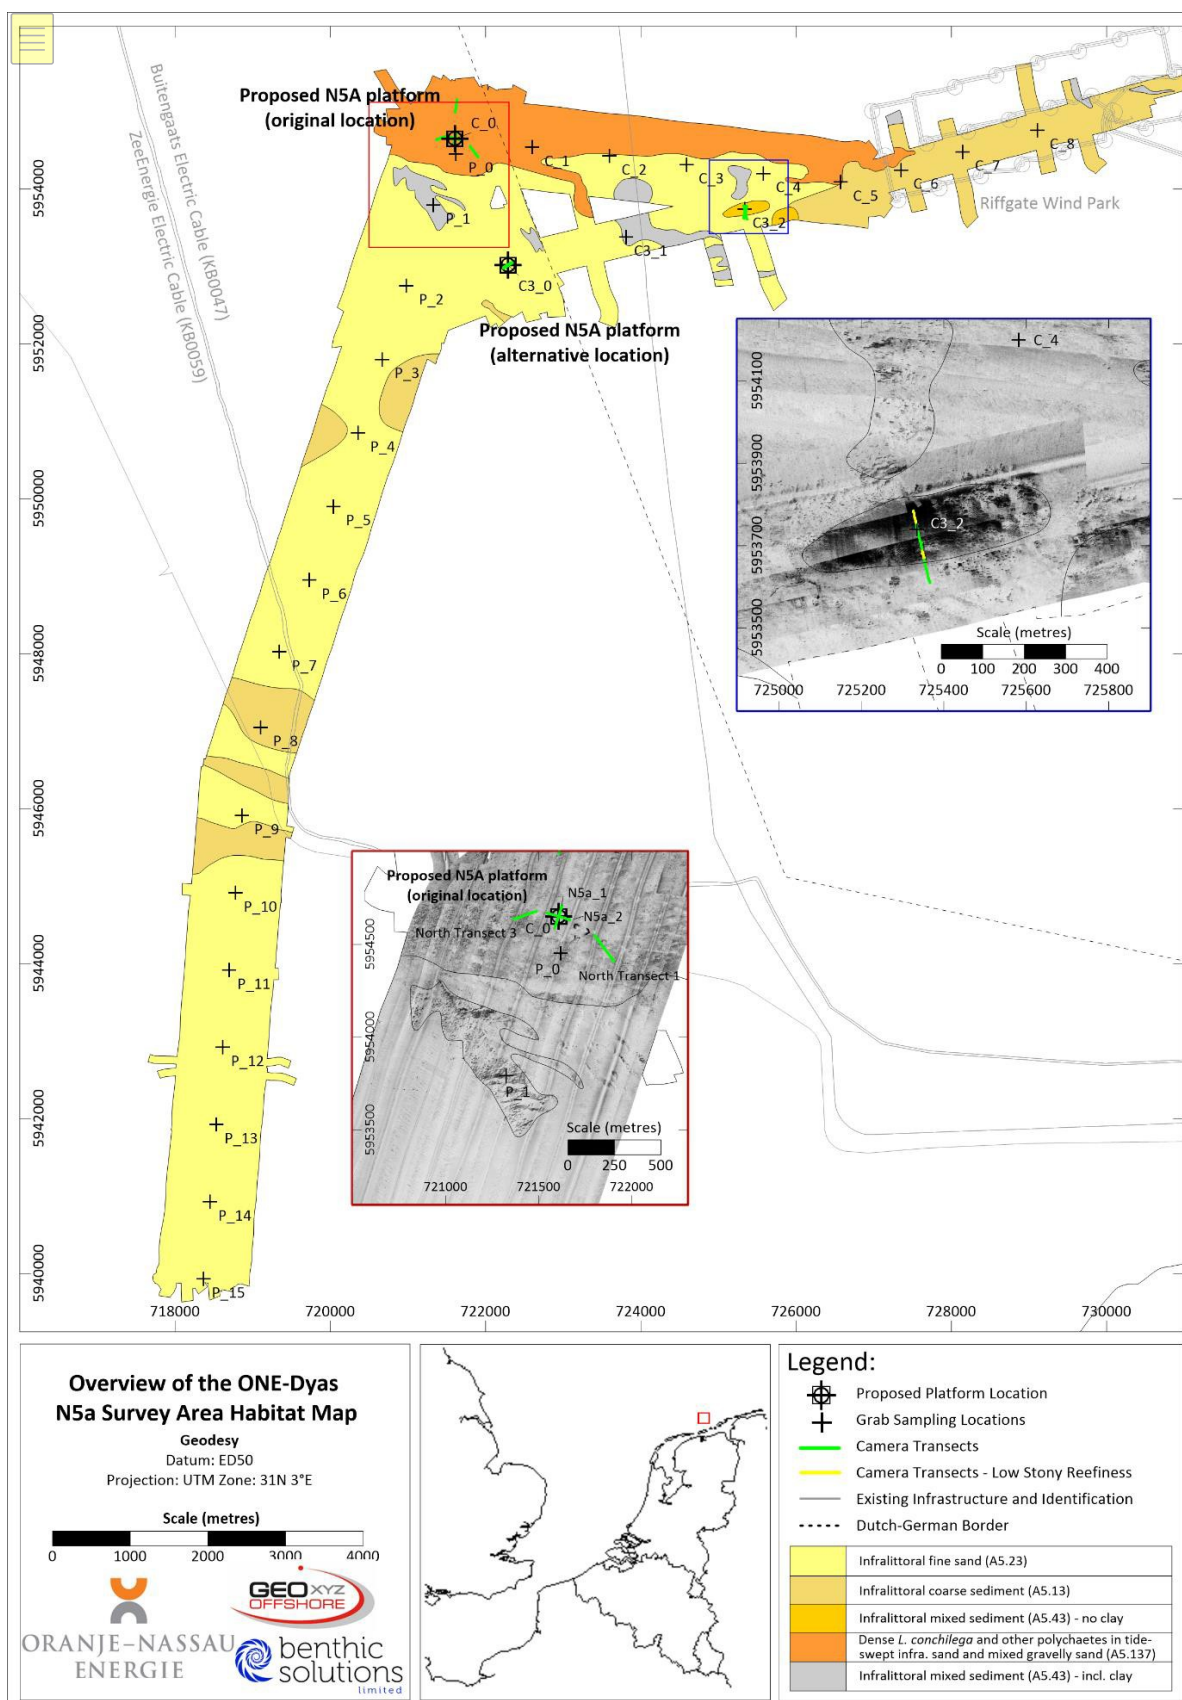 Buitengaats Electric Cable (KB0047)
ZeeEnergie Electric Cable (KB0059)
Proposed N5A platform
(original location)
C_0
P_0
C_1
C_2
C_3
C_4
C_5
C_6
C_7
C_8
P_1
C3_1
C3_2
Riffgate Wind Park
C3_0
P_2
Proposed N5A platform
(alternative location)
P_3
P_4
P_5
P_6
P_7
P_8
P_9
P_10
P_11
P_12
P_13
P_14
P_15
5954000
5952000
5950000
5948000
5946000
5944000
5942000
5940000
718000
720000
722000
724000
726000
728000
730000
C_4
C3_2
5954100
5953900
5953700
5953500
Scale (metres)
0 100 200 300 400
725000 725200 725400 725600 725800
Proposed N5A platform
(original location)
N5a_1
N5a_2
C_0
North Transect 3
P_0
North Transect 1
P_1
5954500
5954000
5953500
Scale (metres)
0 250 500
721000 721500 722000
Overview of the ONE-Dyas
N5a Survey Area Habitat Map
Geodesy
Datum: ED50
Projection: UTM Zone: 31N 3°E
Scale (metres)
0 1000 2000 3000 4000
ORANJE–NASSAU
ENERGIE
GEO XYZ
OFFSHORE
benthic
solutions
limited
Legend:
Proposed Platform Location
Grab Sampling Locations
Camera Transects
Camera Transects - Low Stony Reefiness
Existing Infrastructure and Identification
Dutch-German Border
Infralittoral fine sand (A5.23)
Infralittoral coarse sediment (A5.13)
Infralittoral mixed sediment (A5.43) - no clay
Dense L. conchilega and other polychaetes in tide-
swept infra. sand and mixed gravelly sand (A5.137)
Infralittoral mixed sediment (A5.43) - incl. clay